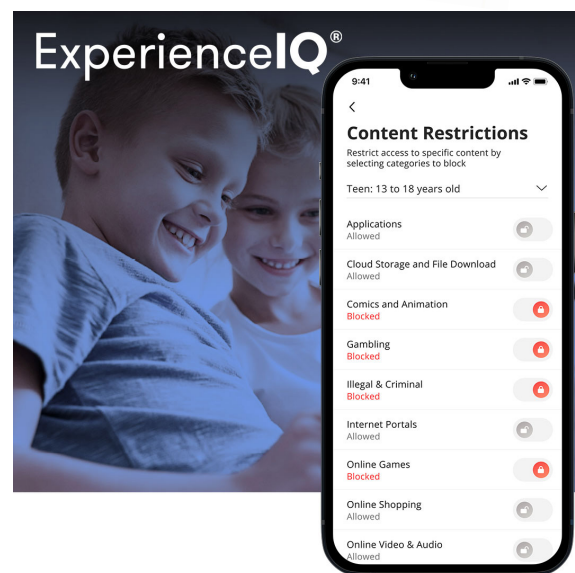 ExperienceIQ®
9:41
Content Restrictions
Restrict access to specific content by
selecting categories to block
Teen: 13 to 18 years old
Applications
Allowed
Cloud Storage and File Download
Allowed
Comics and Animation
Blocked
Gambling
Blocked
Illegal & Criminal
Blocked
Internet Portals
Allowed
Online Games
Blocked
Online Shopping
Allowed
Online Video & Audio
Allowed